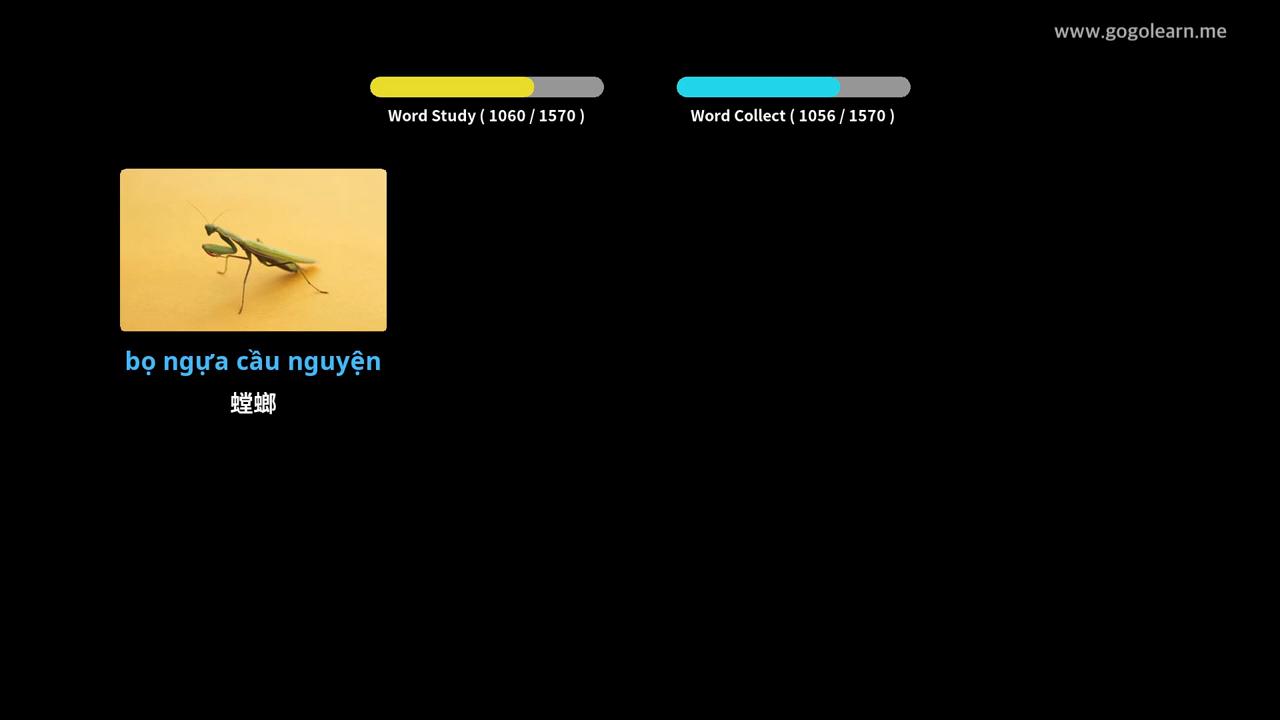 www.gogolearn.me
Word Study ( 1060 / 1570 )
Word Collect ( 1056 / 1570 )
bọ ngựa cầu nguyện
螳螂